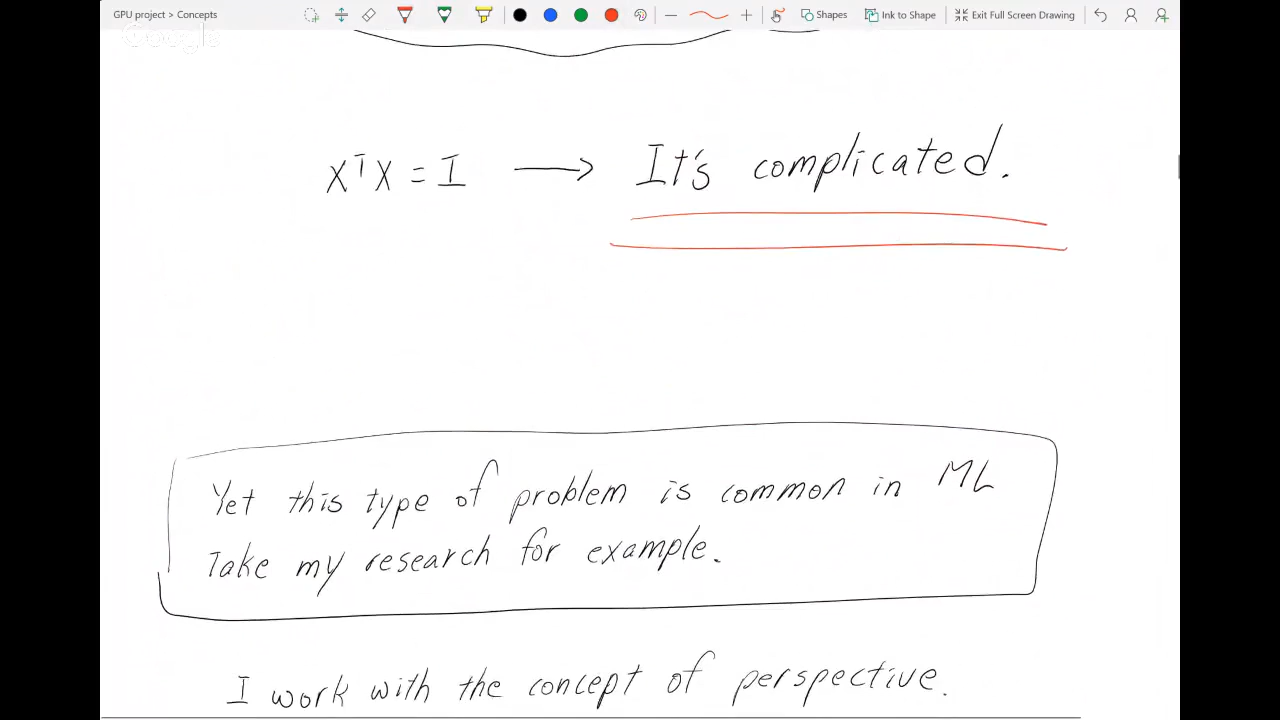 GPU project > Concepts
Shapes
Ink to Shape
Exit Full Screen Drawing
Google
XᵀX = I → It's complicated.
Yet this type of problem is common in ML
Take my research for example.
I work with the concept of perspective.